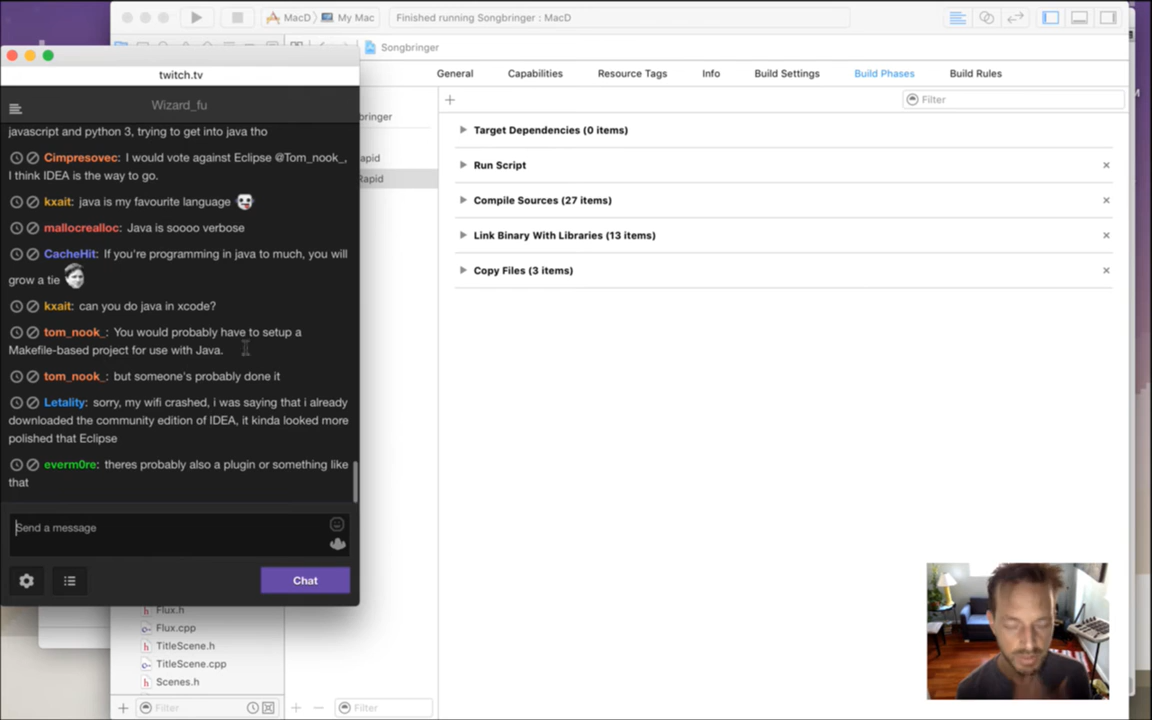 MacD My Mac
Finished running Songbringer : MacD
twitch.tv
Wizard_fu
javascript and python 3, trying to get into java tho
Cimpresovec: I would vote against Eclipse @Tom_nook_,
I think IDEA is the way to go.
kxait: java is my favourite language
mallocrealloc: Java is soooo verbose
CacheHit: If you're programming in java to much, you will
grow a tie
kxait: can you do java in xcode?
tom_nook_: You would probably have to setup a
Makefile-based project for use with Java.
tom_nook_: but someone's probably done it
Letality: sorry, my wifi crashed, i was saying that i already
downloaded the community edition of IDEA, it kinda looked more
polished that Eclipse
everm0re: theres probably also a plugin or something like
that
Send a message
Chat
Flux.h
Flux.cpp
TitleScene.h
TitleScene.cpp
Scenes.h
Filter
Songbringer
General Capabilities Resource Tags Info Build Settings Build Phases Build Rules
Filter
Target Dependencies (0 items)
Run Script
Compile Sources (27 items)
Link Binary With Libraries (13 items)
Copy Files (3 items)
Filter